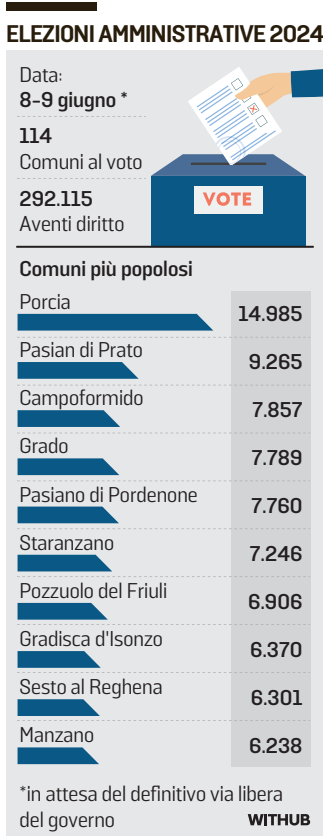 ELEZIONI AMMINISTRATIVE 2024
Data:
8-9 giugno *
114
Comuni al voto
292.115
Aventi diritto
VOTE
Comuni più popolosi
Porcia
14.985
Pasian di Prato
9.265
Campoformido
7.857
Grado
7.789
Pasiano di Pordenone
7.760
Staranzano
7.246
Pozzuolo del Friuli
6.906
Gradisca d'Isonzo
6.370
Sesto al Reghena
6.301
Manzano
6.238
*in attesa del definitivo via libera
del governo
WITHUB